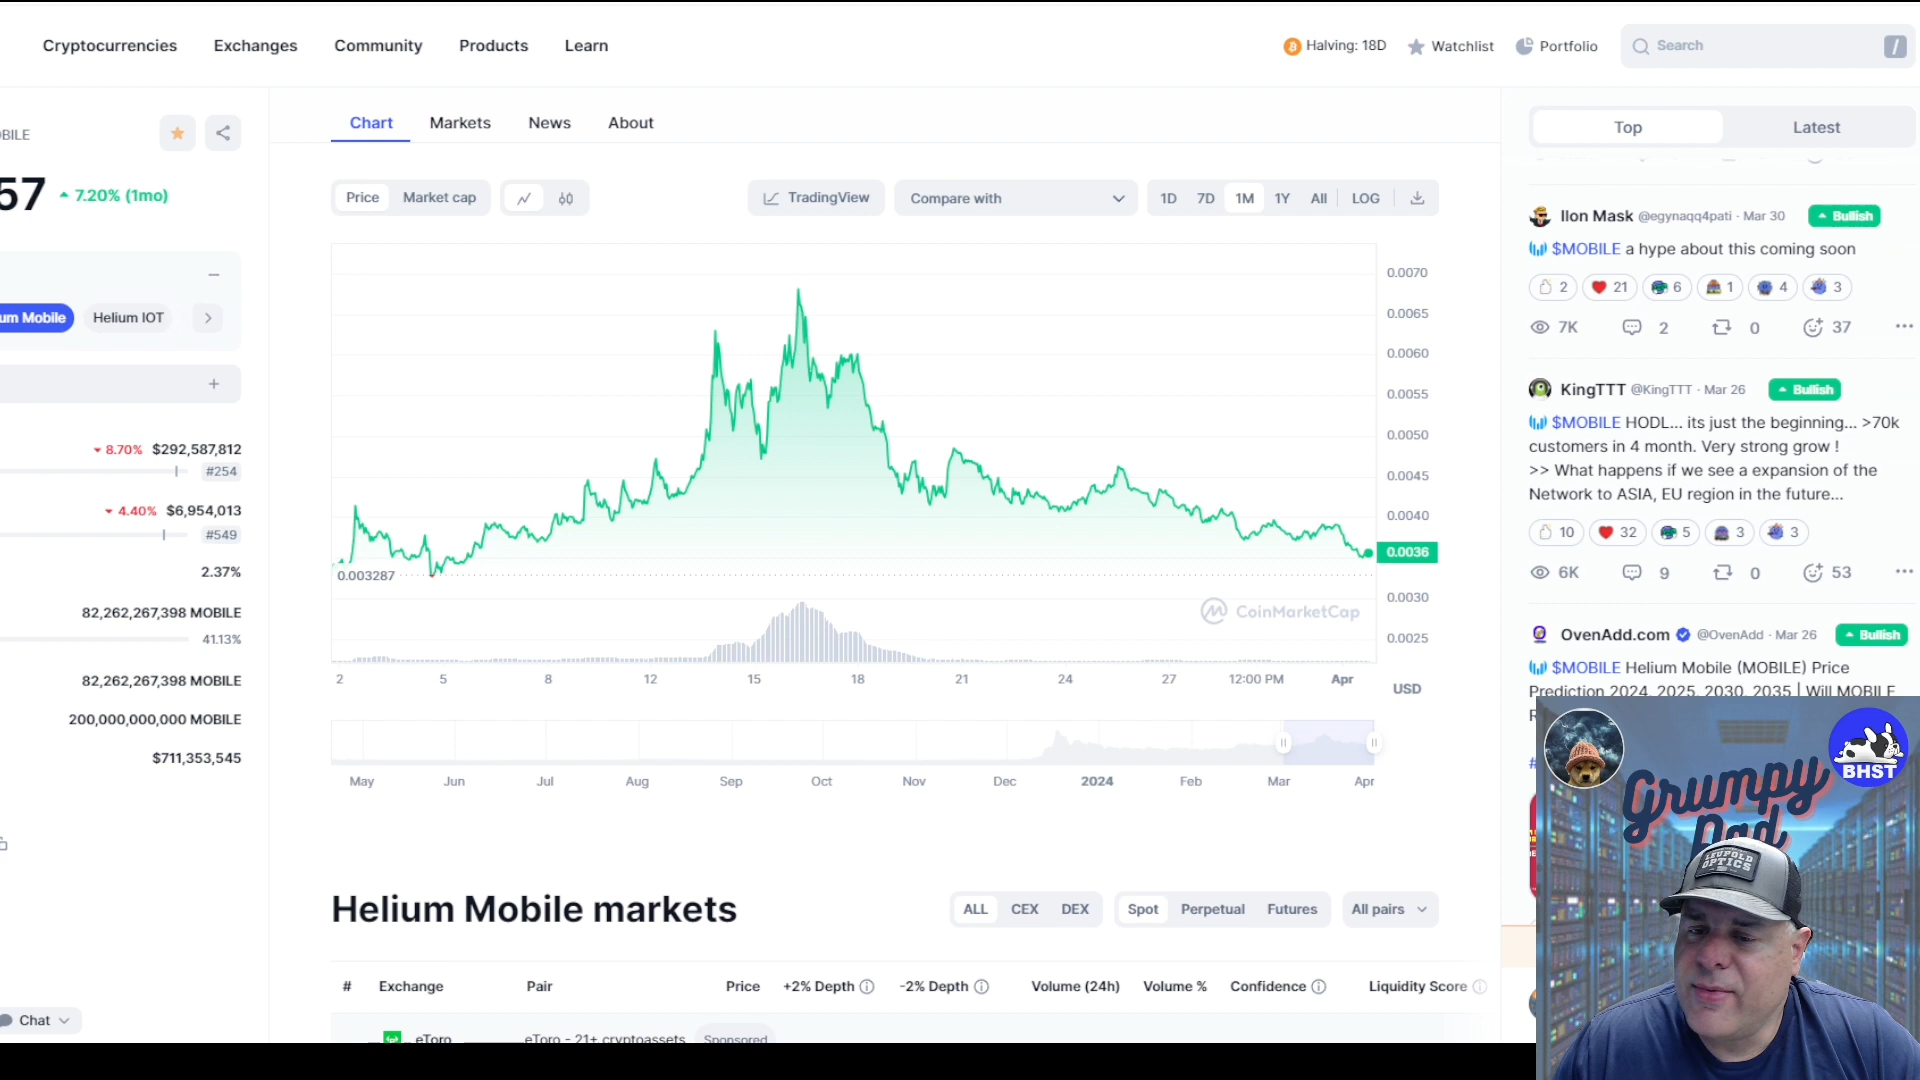 Cryptocurrencies Exchanges Community Products Learn
Halving: 18D Watchlist Portfolio Search /
BILE
57 7.20% (1mo)
um Mobile Helium IOT
8.70% $292,587,812
#254
4.40% $6,954,013
#549
2.37%
82,262,267,398 MOBILE
41.13%
82,262,267,398 MOBILE
200,000,000,000 MOBILE
$711,353,545
Chat
Chart Markets News About
Price Market cap TradingView Compare with 1D 7D 1M 1Y All LOG
0.0070
0.0065
0.0060
0.0055
0.0050
0.0045
0.0040
0.0036
0.003287
0.0030
0.0025
CoinMarketCap
2 5 8 12 15 18 21 24 27 12:00 PM Apr
USD
May Jun Jul Aug Sep Oct Nov Dec 2024 Feb Mar Apr
Helium Mobile markets
ALL CEX DEX Spot Perpetual Futures All pairs
# Exchange Pair Price +2% Depth -2% Depth Volume (24h) Volume % Confidence Liquidity Score
eToro eToro - 21+ cryptoassets Sponsored
Top Latest
Ilon Mask @egynaqq4pati · Mar 30 Bullish
$MOBILE a hype about this coming soon
2 21 6 1 4 3
7K 2 0 37
KingTTT @KingTTT · Mar 26 Bullish
$MOBILE HODL... its just the beginning... >70k
customers in 4 month. Very strong grow !
>> What happens if we see a expansion of the
Network to ASIA, EU region in the future...
10 32 5 3 3
6K 9 0 53
OvenAdd.com @OvenAdd · Mar 26 Bullish
$MOBILE Helium Mobile (MOBILE) Price
Prediction 2024, 2025, 2030, 2035 | Will MOBILE
BHST
Grumpy
Dad
LEUPOLD
OPTICS